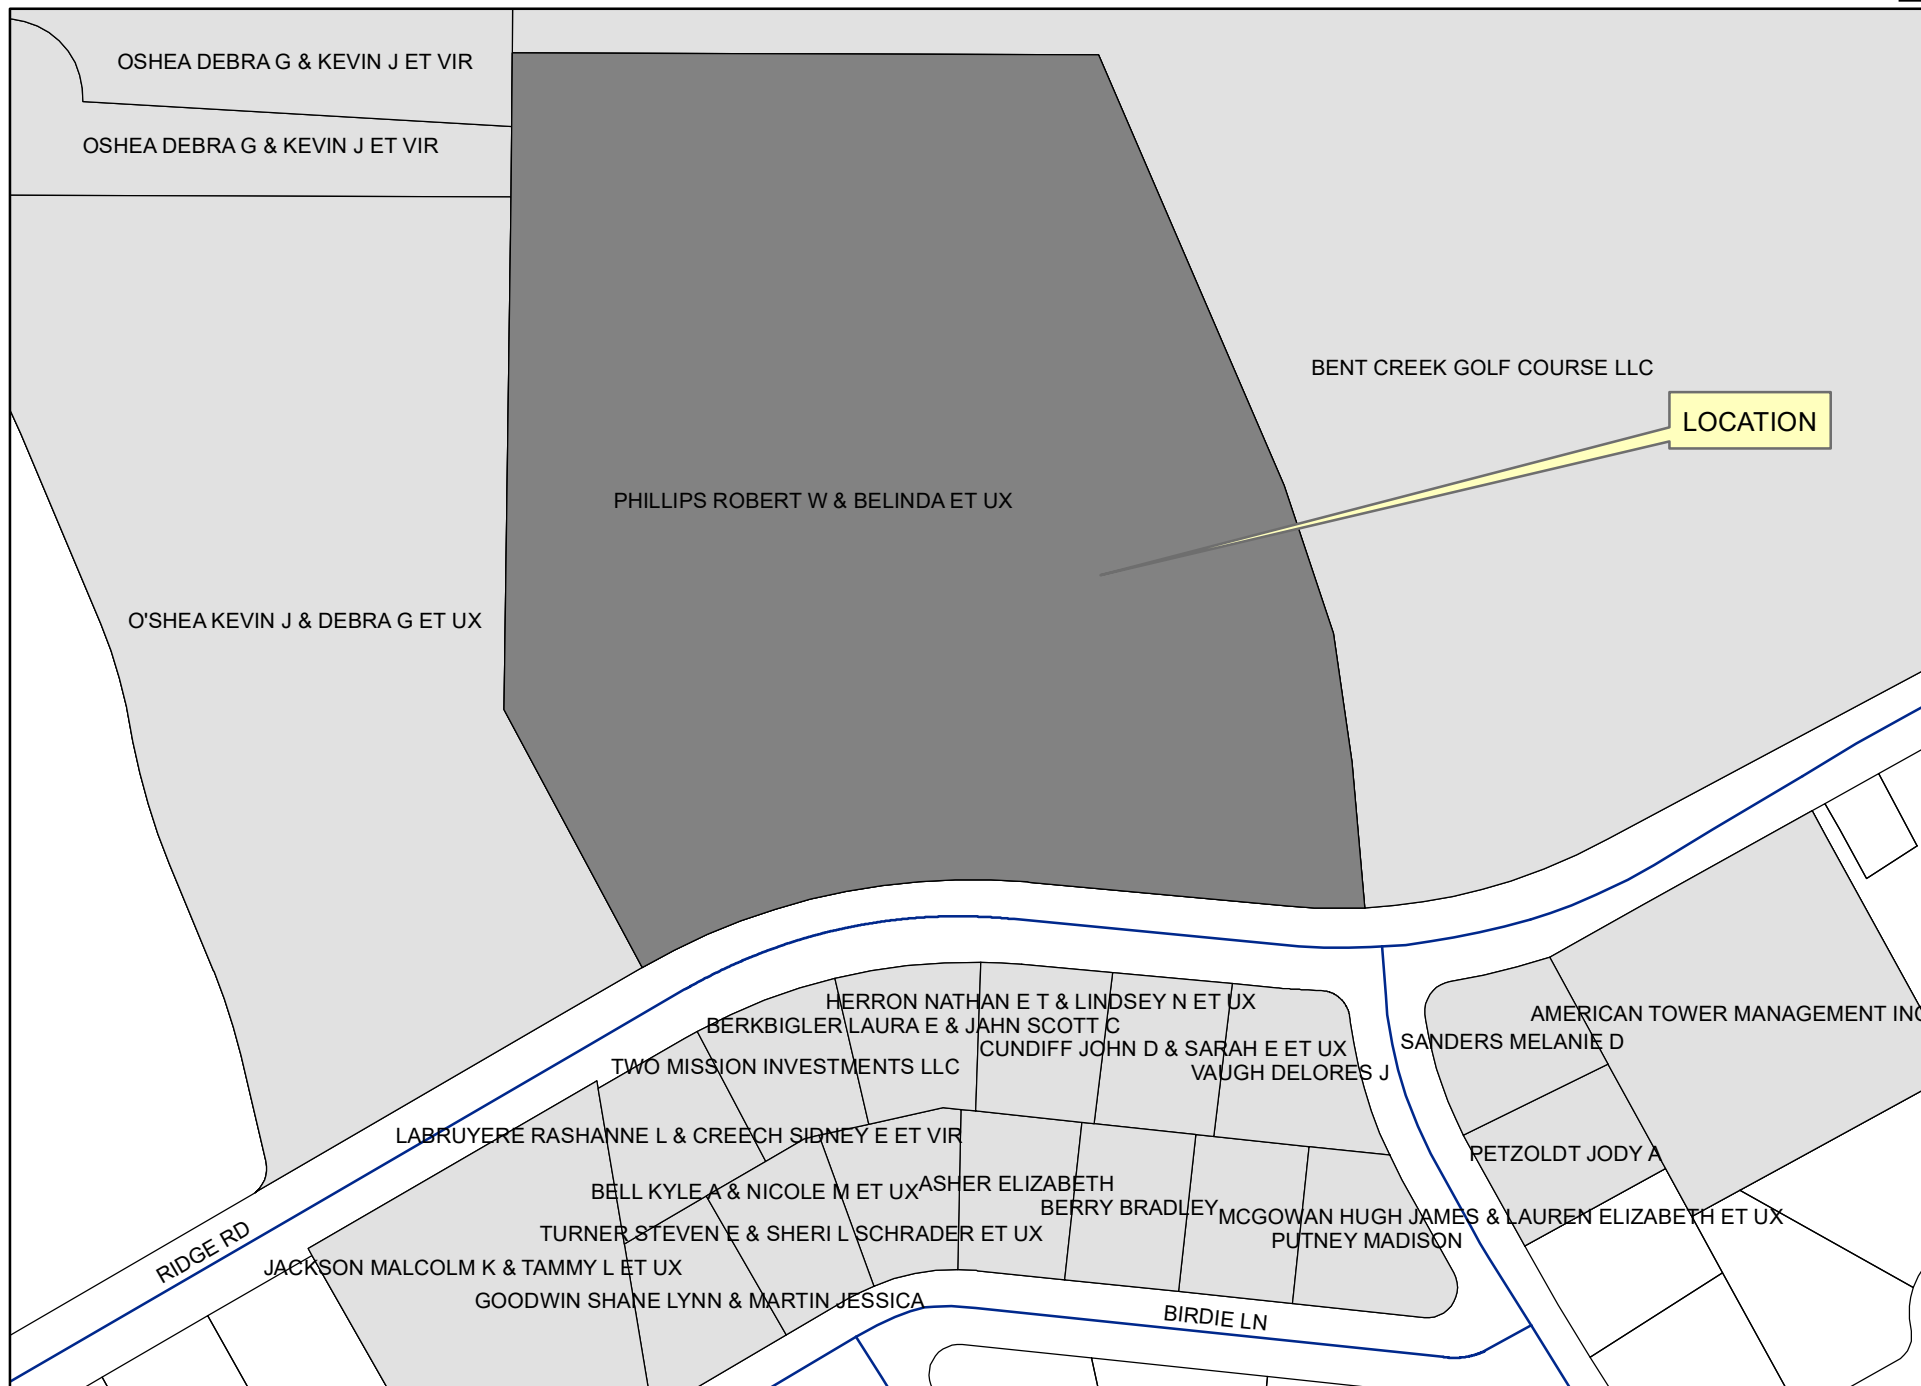 OSHEA DEBRA G & KEVIN J ET VIR
OSHEA DEBRA G & KEVIN J ET VIR
BENT CREEK GOLF COURSE LLC
LOCATION
PHILLIPS ROBERT W & BELINDA ET UX
O'SHEA KEVIN J & DEBRA G ET UX
HERRON NATHAN E T & LINDSEY N ET UX
AMERICAN TOWER MANAGEMENT INC
BERKBIGLER LAURA E & JAHN SCOTT C
SANDERS MELANIE D
CUNDIFF JOHN D & SARAH E ET UX
TWO MISSION INVESTMENTS LLC
VAUGH DELORES J
LABRUYERE RASHANNE L & CREECH SIDNEY E ET VIR
PETZOLDT JODY A
ASHER ELIZABETH
BELL KYLE A & NICOLE M ET UX
BERRY BRADLEY
MCGOWAN HUGH JAMES & LAUREN ELIZABETH ET UX
TURNER STEVEN E & SHERI L SCHRADER ET UX
PUTNEY MADISON
RIDGE RD
JACKSON MALCOLM K & TAMMY L ET UX
GOODWIN SHANE LYNN & MARTIN JESSICA
BIRDIE LN